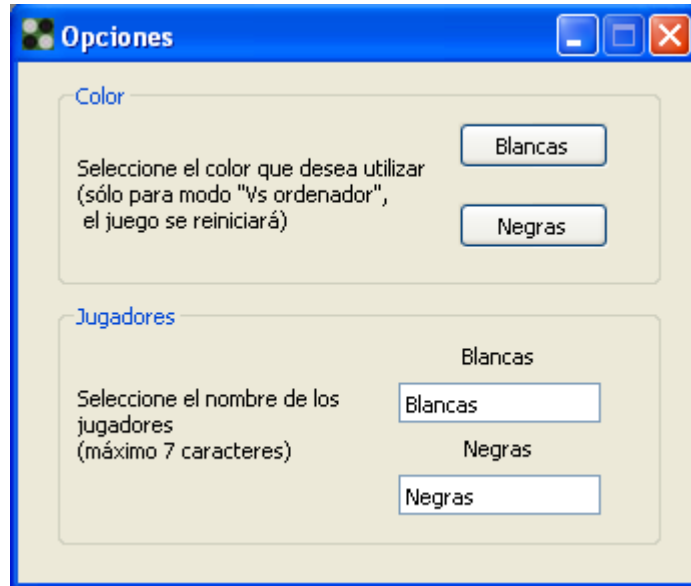 Opciones
Color
Seleccione el color que desea utilizar
(sólo para modo "Vs ordenador",
el juego se reiniciará)
Blancas
Negras
Jugadores
Seleccione el nombre de los
jugadores
(máximo 7 caracteres)
Blancas
Blancas
Negras
Negras